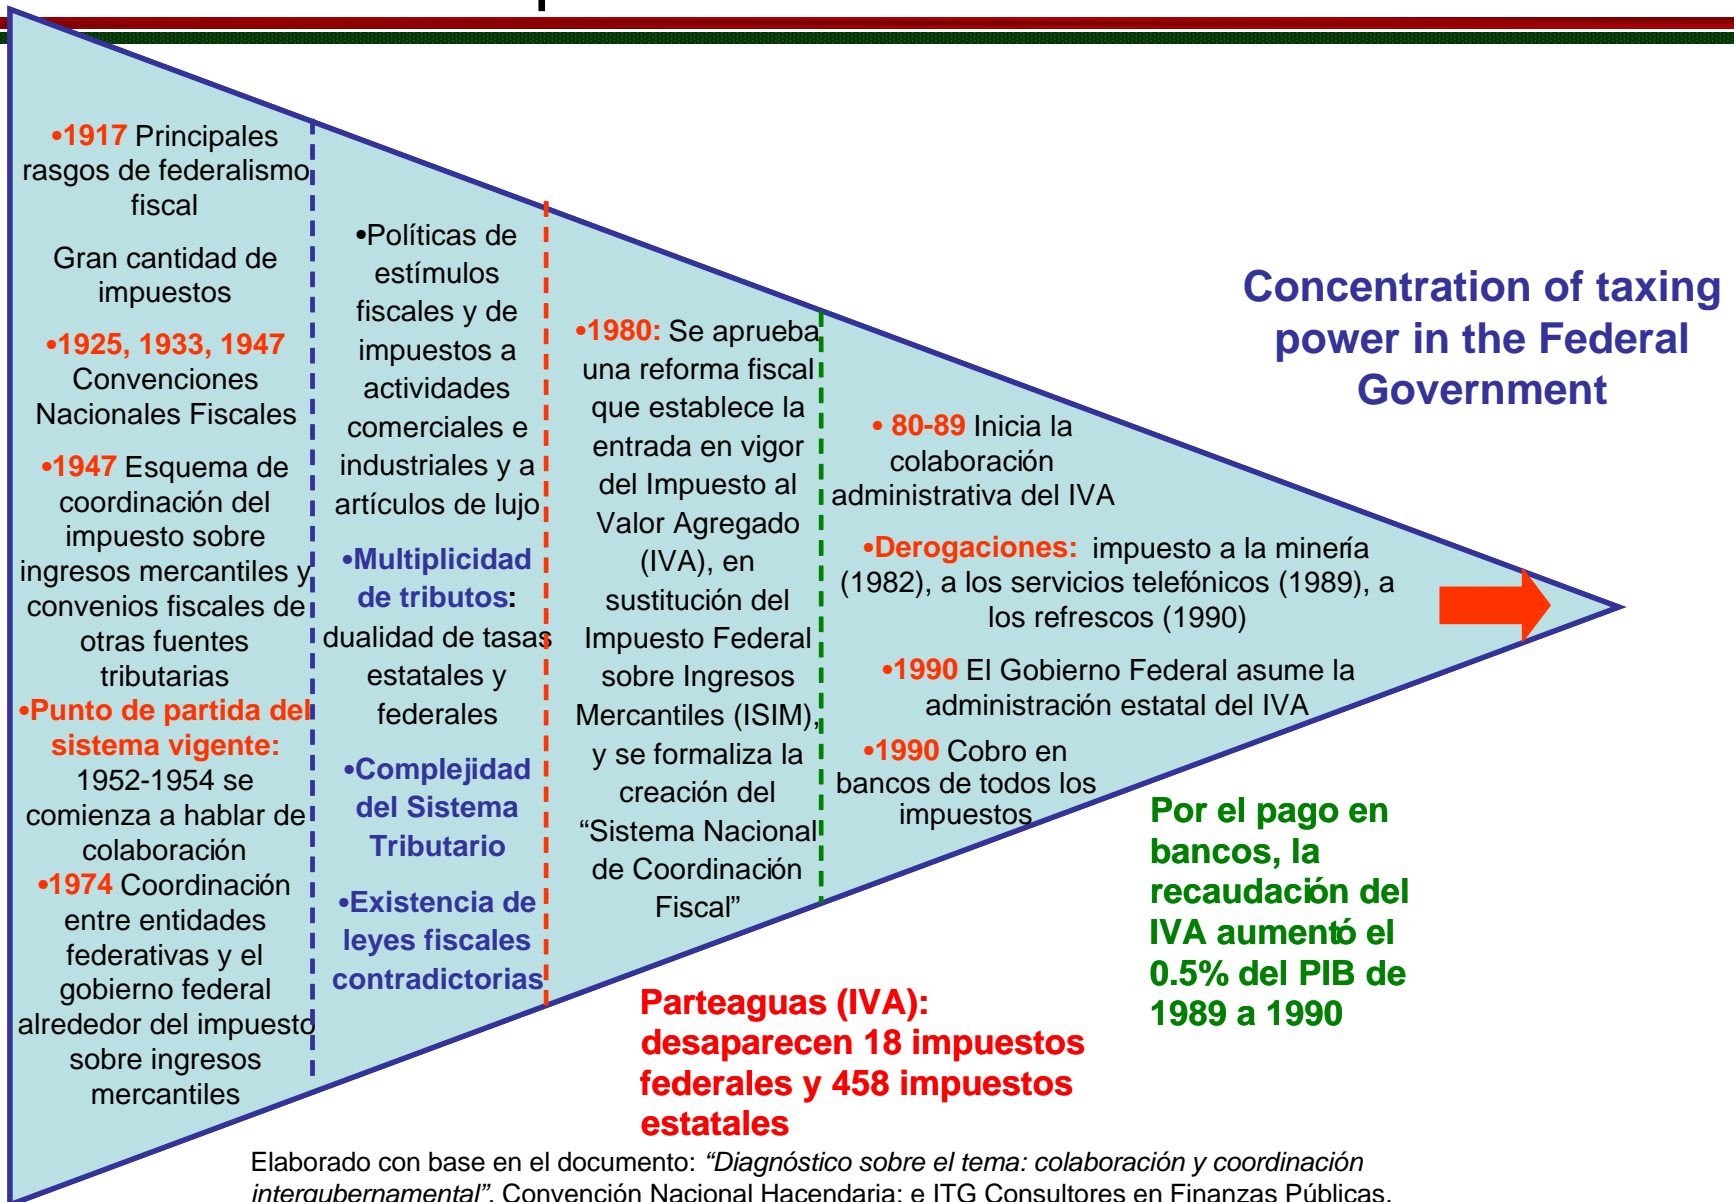 •1917 Principales
rasgos de federalismo
fiscal
Gran cantidad de
impuestos
•1925, 1933, 1947
Convenciones
Nacionales Fiscales
•1947 Esquema de
coordinación del
impuesto sobre
ingresos mercantiles y
convenios fiscales de
otras fuentes
tributarias
•Punto de partida del
sistema vigente:
1952-1954 se
comienza a hablar de
colaboración
•1974 Coordinación
entre entidades
federativas y el
gobierno federal
alrededor del impuesto
sobre ingresos
mercantiles
•Políticas de
estímulos
fiscales y de
impuestos a
actividades
comerciales e
industriales y a
artículos de lujo
•Multiplicidad
de tributos:
dualidad de tasas
estatales y
federales
•Complejidad
del Sistema
Tributario
•Existencia de
leyes fiscales
contradictorias
•1980: Se aprueba
una reforma fiscal
que establece la
entrada en vigor
del Impuesto al
Valor Agregado
(IVA), en
sustitución del
Impuesto Federal
sobre Ingresos
Mercantiles (ISIM),
y se formaliza la
creación del
“Sistema Nacional
de Coordinación
Fiscal”
• 80-89 Inicia la
colaboración
administrativa del IVA
•Derogaciones: impuesto a la minería
(1982), a los servicios telefónicos (1989), a
los refrescos (1990)
•1990 El Gobierno Federal asume la
administración estatal del IVA
•1990 Cobro en
bancos de todos los
impuestos
Concentration of taxing
power in the Federal
Government
Por el pago en
bancos, la
recaudación del
IVA aumentó el
0.5% del PIB de
1989 a 1990
Parteaguas (IVA):
desaparecen 18 impuestos
federales y 458 impuestos
estatales
Elaborado con base en el documento: “Diagnóstico sobre el tema: colaboración y coordinación
intergubernamental”. Convención Nacional Hacendaria; e ITG Consultores en Finanzas Públicas.